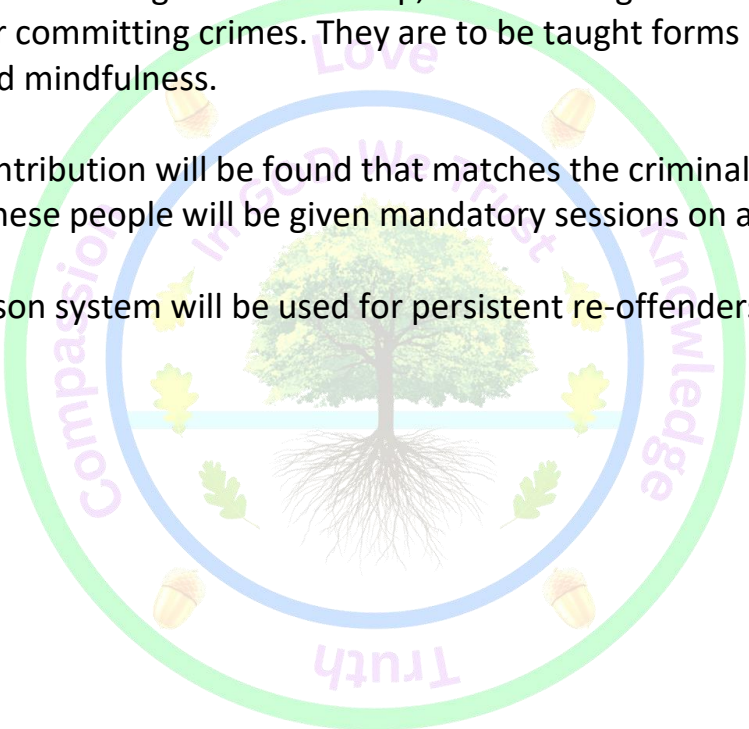 r committing crimes. They are to be taught forms
d mindfulness.
ntribution will be found that matches the criminal
hese people will be given mandatory sessions on a
son system will be used for persistent re-offenders
Love
In GOD We Trust
Compassion
Knowledge
Truth